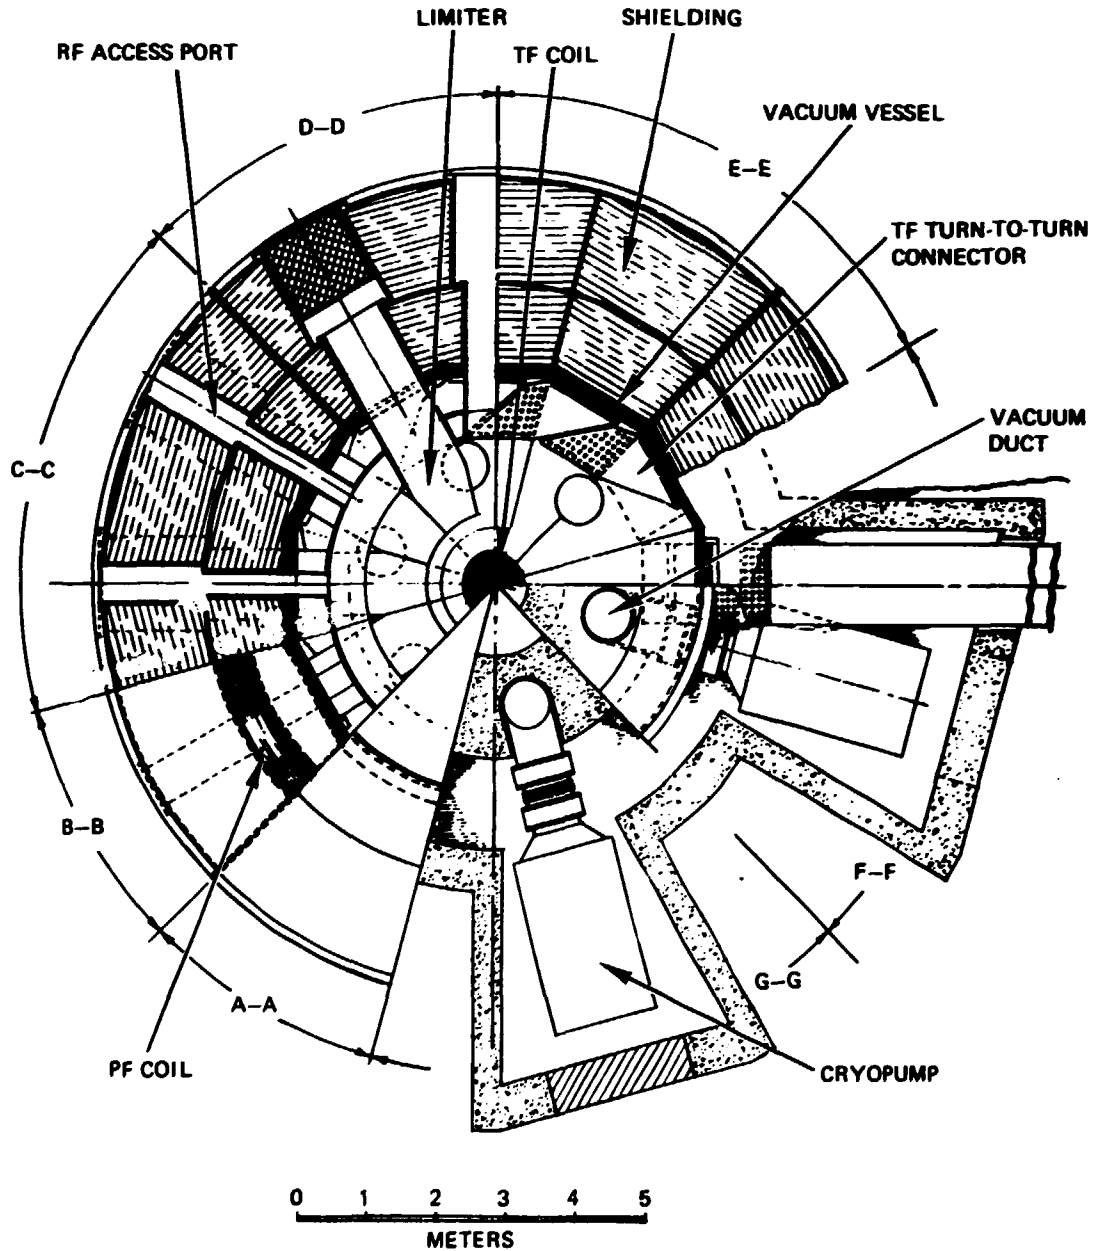 LIMITER
SHIELDING
RF ACCESS PORT
TF COIL
D–D
VACUUM VESSEL
E–E
TF TURN-TO-TURN
CONNECTOR
VACUUM
DUCT
C–C
B–B
F–F
G–G
A–A
PF COIL
CRYOPUMP
0 1 2 3 4 5
METERS